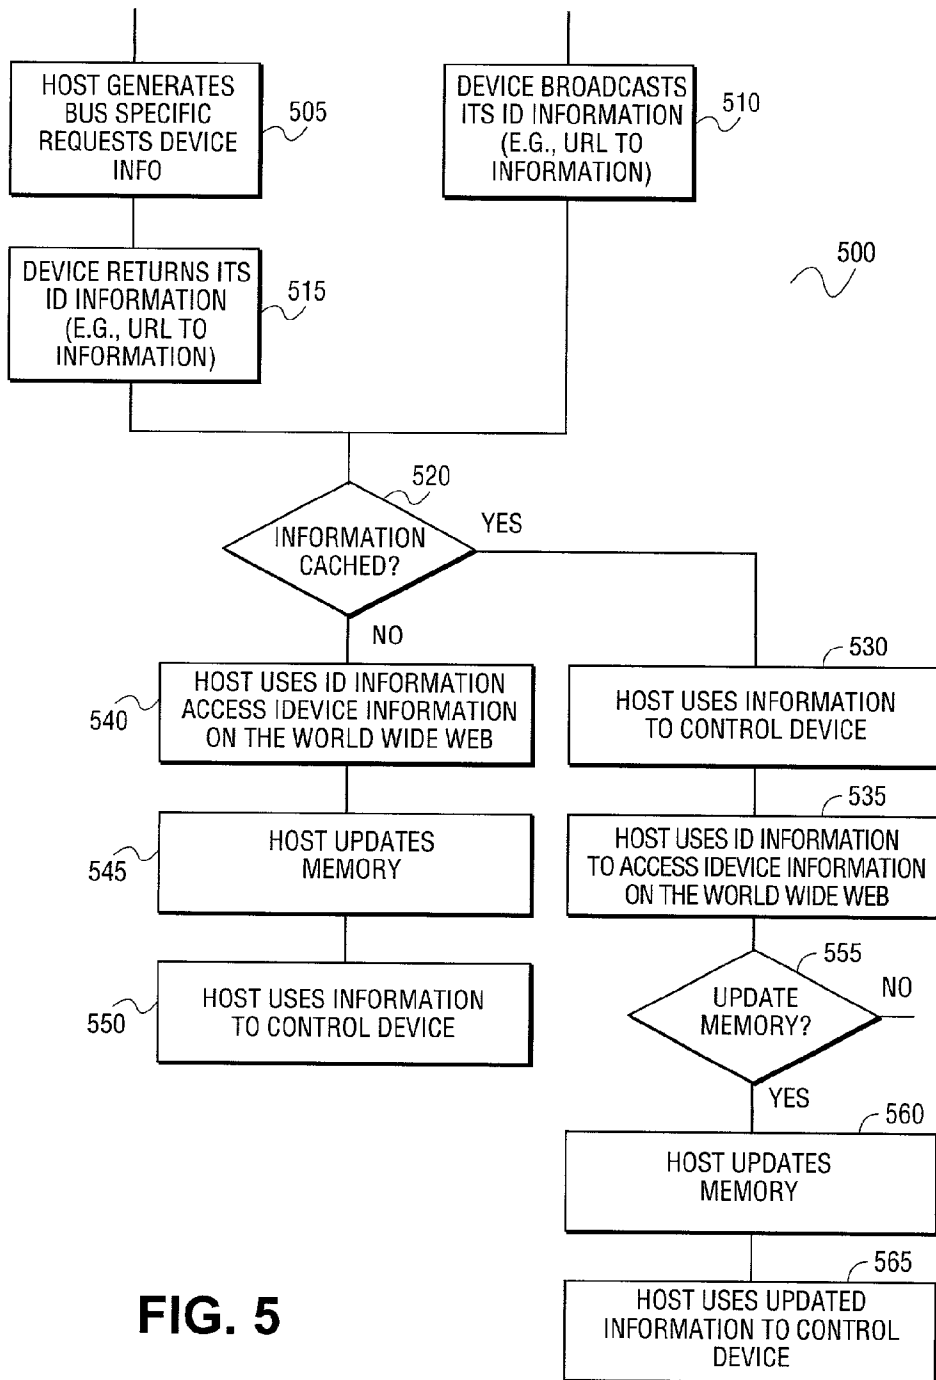 HOST GENERATES
BUS SPECIFIC
REQUESTS DEVICE
INFO
505
DEVICE BROADCASTS
ITS ID INFORMATION
(E.G., URL TO
INFORMATION)
510
DEVICE RETURNS ITS
ID INFORMATION
(E.G., URL TO
INFORMATION)
515
500
520
INFORMATION
CACHED?
YES
NO
540
HOST USES ID INFORMATION
ACCESS IDEVICE INFORMATION
ON THE WORLD WIDE WEB
530
HOST USES INFORMATION
TO CONTROL DEVICE
545
HOST UPDATES
MEMORY
535
HOST USES ID INFORMATION
TO ACCESS IDEVICE INFORMATION
ON THE WORLD WIDE WEB
550
HOST USES INFORMATION
TO CONTROL DEVICE
555
UPDATE
MEMORY?
NO
YES
560
HOST UPDATES
MEMORY
565
HOST USES UPDATED
INFORMATION TO CONTROL
DEVICE
FIG. 5